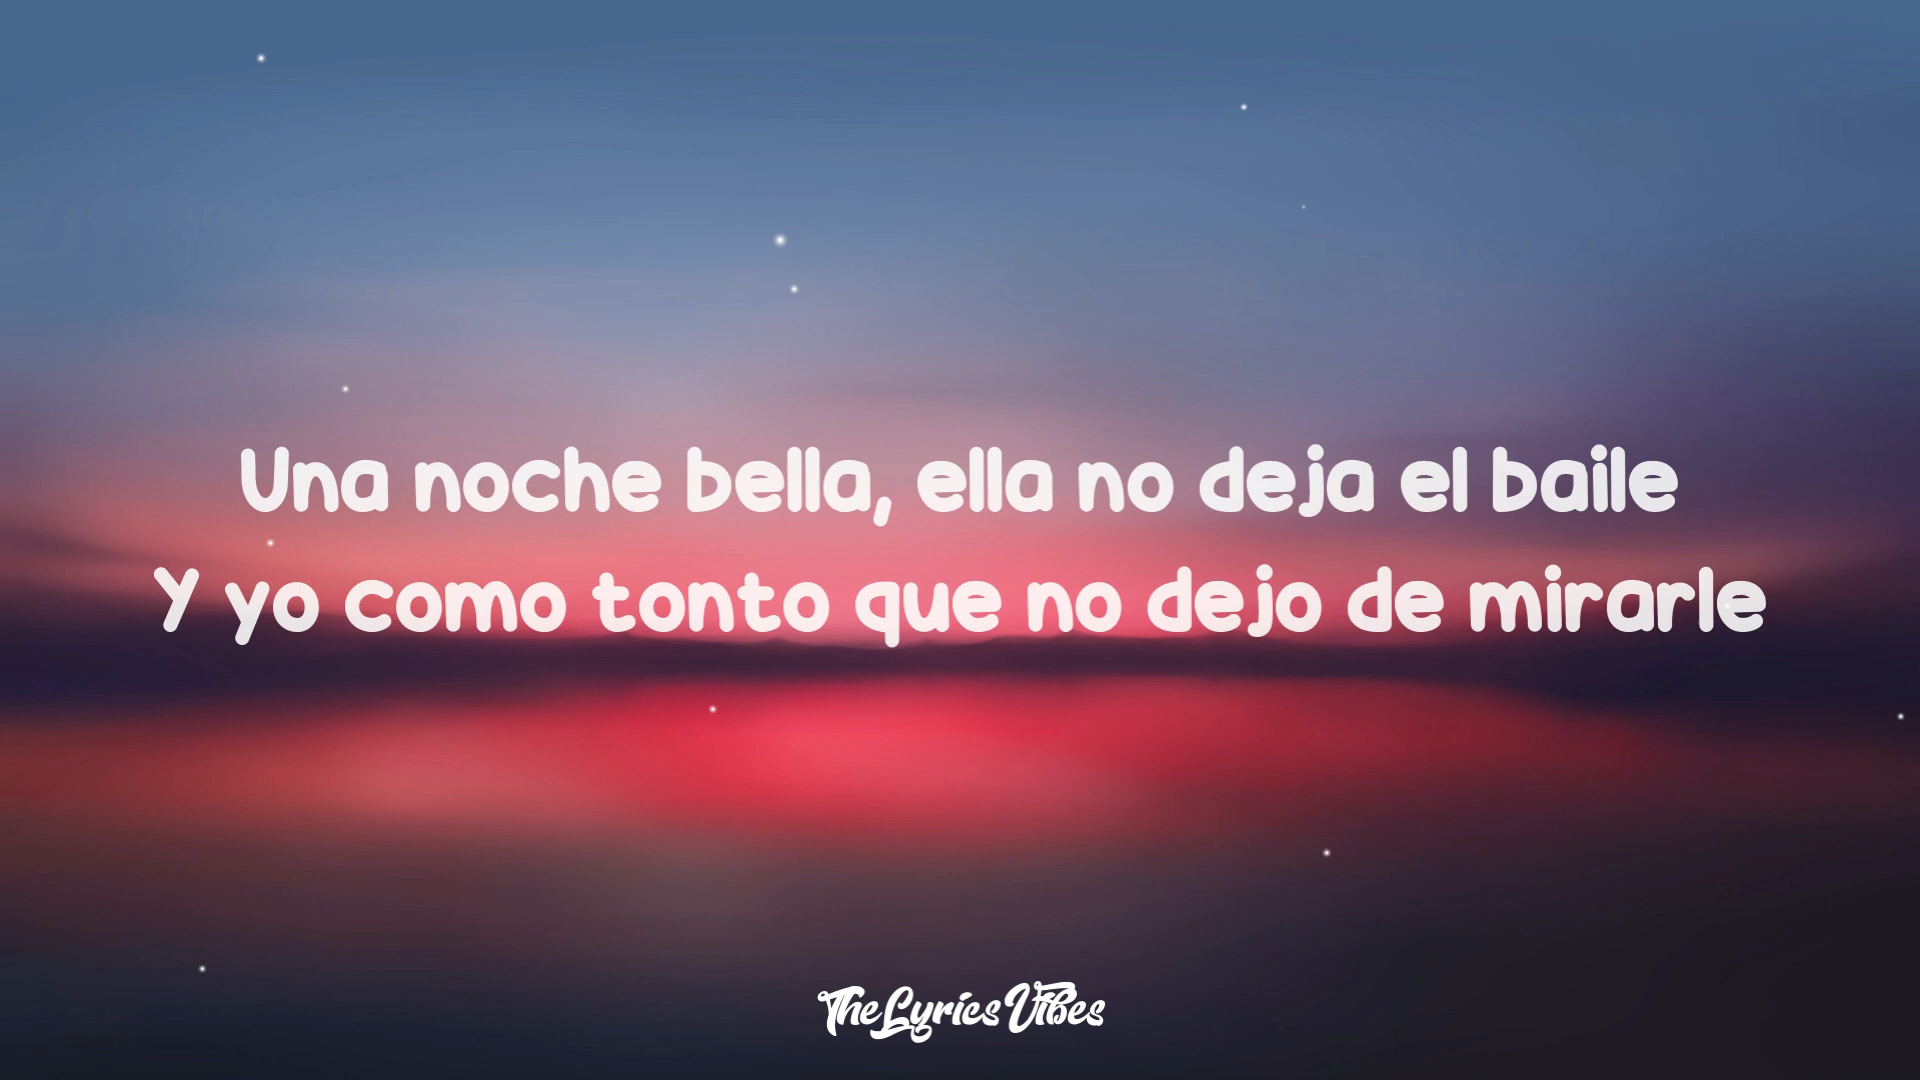 Una noche bella, ella no deja el baile
Y yo como tonto que no dejo de mirarle
TheLyricsVibes